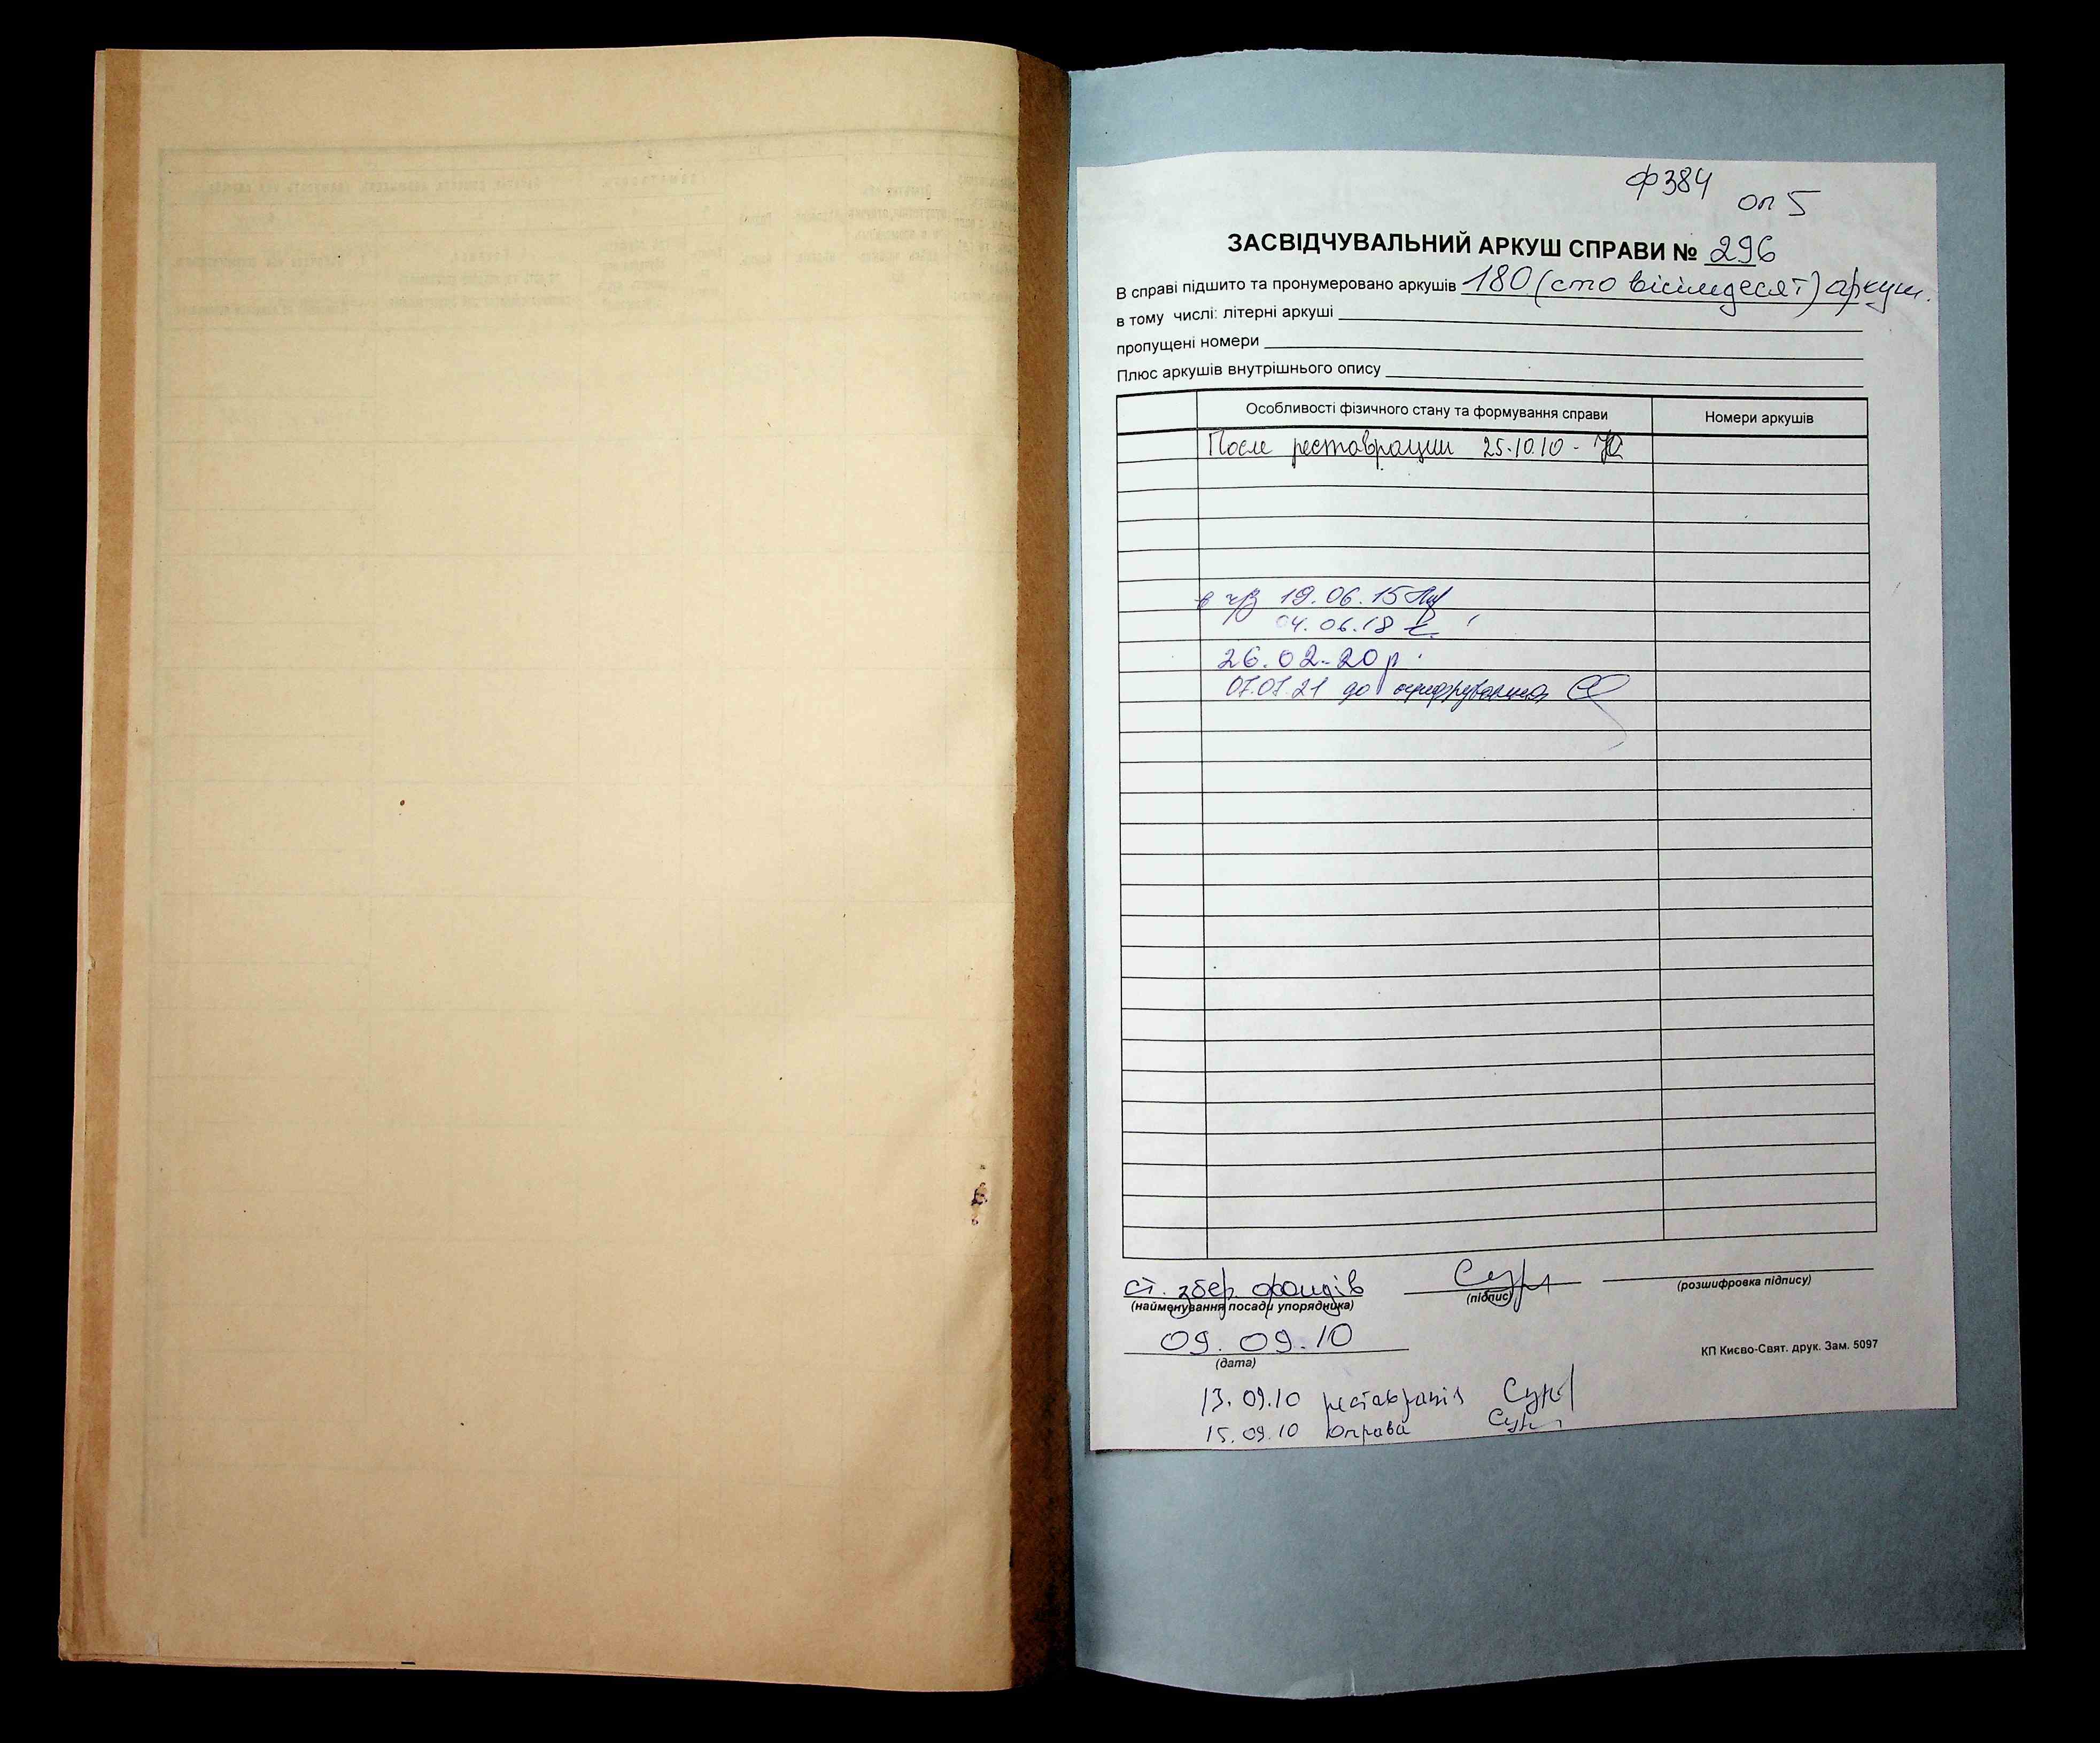 ф384
оп 5
ЗАСВІДЧУВАЛЬНИЙ АРКУШ СПРАВИ № 296
В справі підшито та пронумеровано аркушів 180 (сто вісімдесят) аркуш.
в тому числі: літерні аркуші
пропущені номери
Плюс аркушів внутрішнього опису
Особливості фізичного стану та формування справи Номери аркушів
После реставрации 25.10.10 -
в чз 19.06.15
04.06.18
26.02-20р.
07.07.21 до оцифрування
ст. збер. фондів
(найменування посади упорядника) (підпис) (розшифровка підпису)
09.09.10
(дата)
КП Києво-Свят. друк. Зам. 5097
13.09.10 реставрація
15.09.10 оправа